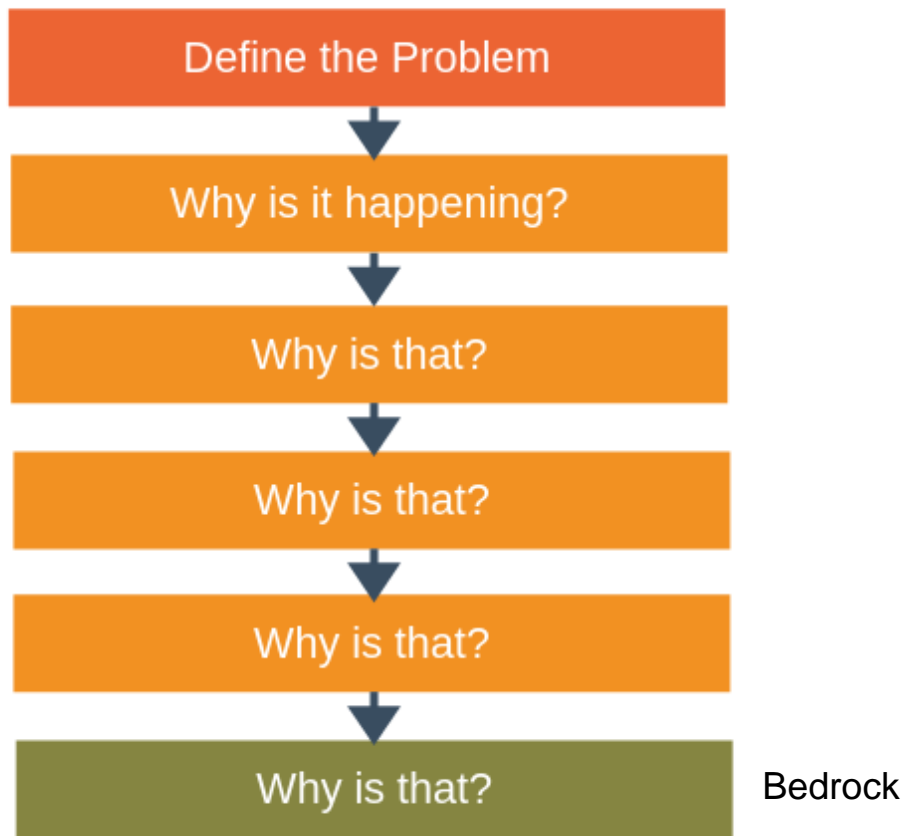 Define the Problem
Why is it happening?
Why is that?
Why is that?
Why is that?
Why is that?
Bedrock